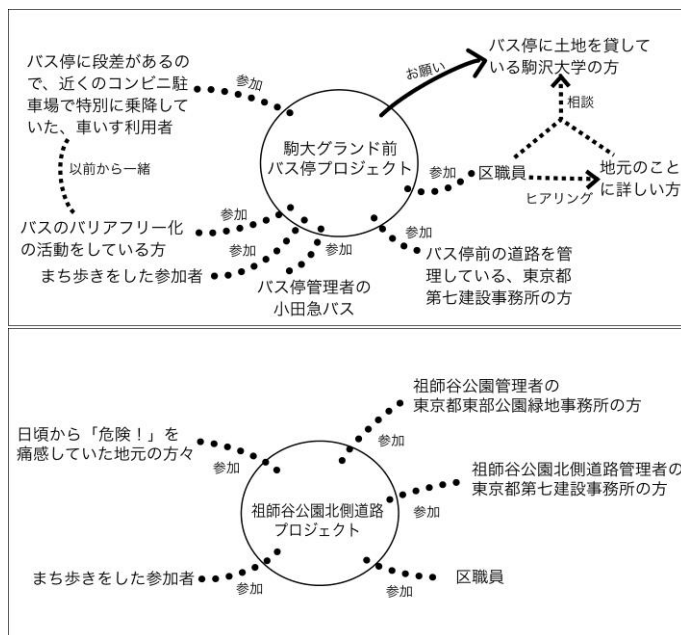 バス停に段差があるの
で、近くのコンビニ駐
車場で特別に乗降して
いた、車いす利用者
参加
お願い
バス停に土地を貸して
いる駒沢大学の方
相談
駒大グランド前
バス停プロジェクト
以前から一緒
参加
区職員
ヒアリング
地元のこと
に詳しい方
バスのバリアフリー化
の活動をしている方
参加
まち歩きをした参加者
参加
参加
バス停管理者の
小田急バス
参加
バス停前の道路を管
理している、東京都
第七建設事務所の方
祖師谷公園管理者の
東京都東部公園緑地事務所の方
参加
日頃から「危険！」を
痛感していた地元の方々
参加
祖師谷公園北側道路管理者の
東京都第七建設事務所の方
参加
祖師谷公園北側道路
プロジェクト
まち歩きをした参加者
参加
区職員
参加